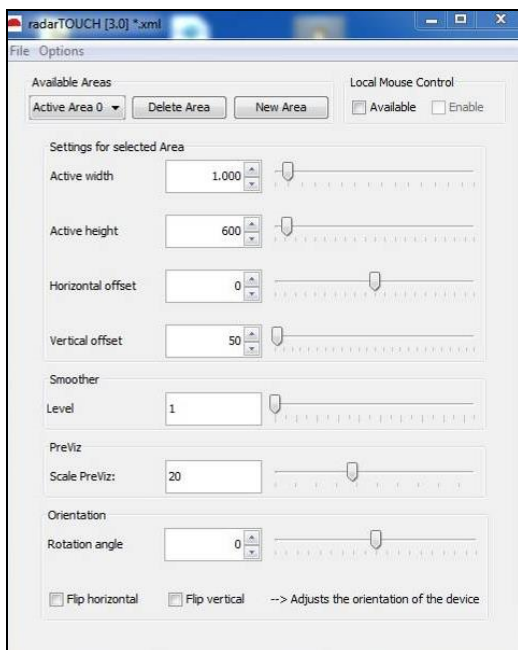 radarTOUCH [3.0] *.xml
File Options
Available Areas
Local Mouse Control
Active Area 0
Delete Area
New Area
Available
Enable
Settings for selected Area
Active width
1.000
Active height
600
Horizontal offset
0
Vertical offset
50
Smoother
Level
1
PreViz
Scale PreViz:
20
Orientation
Rotation angle
0
Flip horizontal
Flip vertical
--> Adjusts the orientation of the device